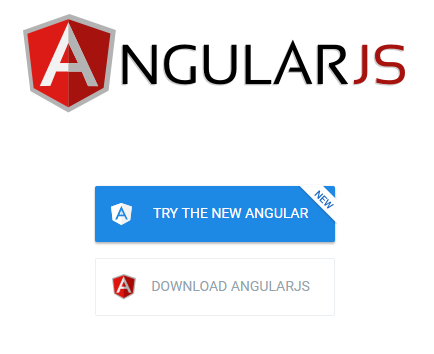 ANGULARJS
NEW
A TRY THE NEW ANGULAR
A DOWNLOAD ANGULARJS